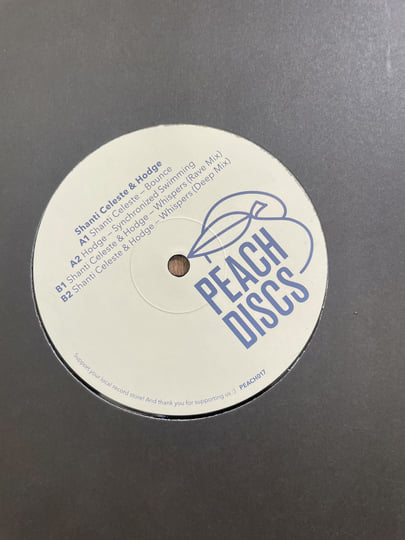 Shanti Celeste & Hodge
A1 Shanti Celeste – Bounce
A2 Hodge – Synchronized Swimming
B1 Shanti Celeste & Hodge – Whispers (Rave Mix)
B2 Shanti Celeste & Hodge – Whispers (Deep Mix)
PEACH
DISCS
Support your local record store! And thank you for supporting us :) PEACH017